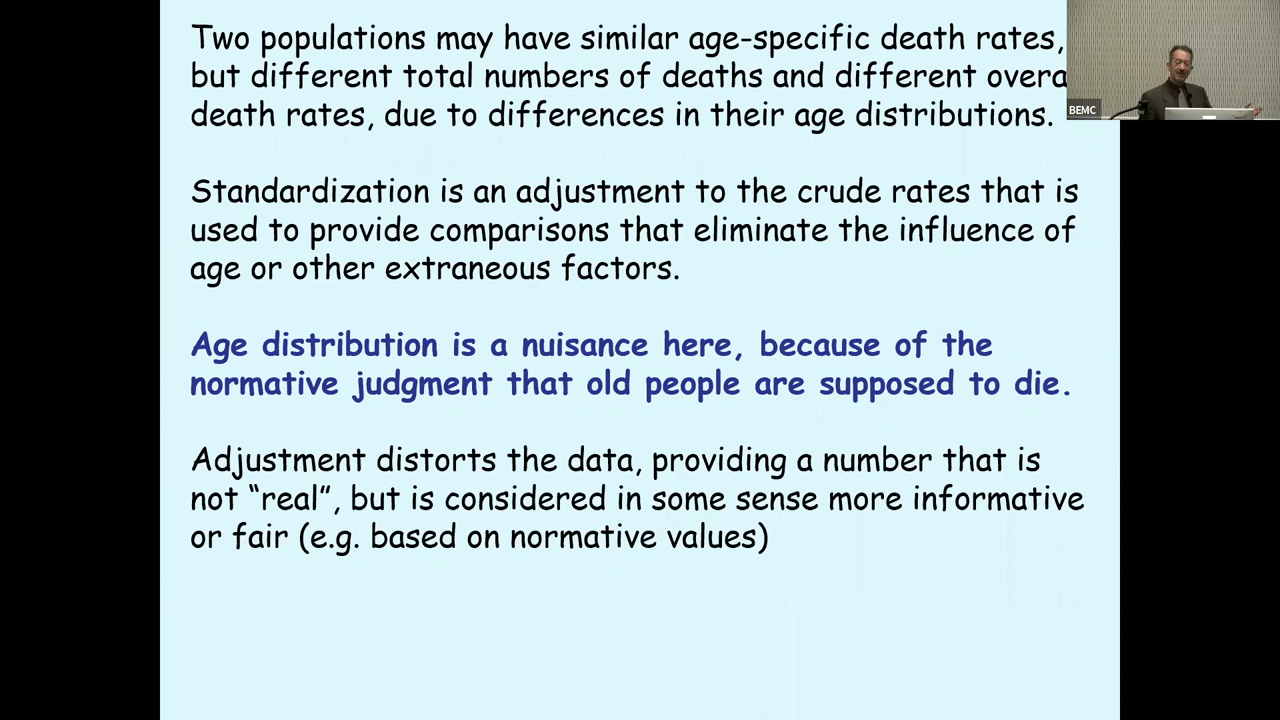 Two populations may have similar age-specific death rates,
but different total numbers of deaths and different overa
death rates, due to differences in their age distributions.
Standardization is an adjustment to the crude rates that is
used to provide comparisons that eliminate the influence of
age or other extraneous factors.
Age distribution is a nuisance here, because of the
normative judgment that old people are supposed to die.
Adjustment distorts the data, providing a number that is
not “real”, but is considered in some sense more informative
or fair (e.g. based on normative values)
BEMC